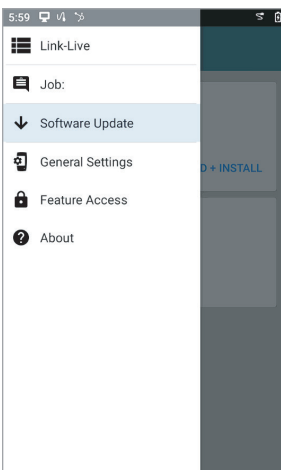 5:59
Link-Live
Job:
Software Update
General Settings
D + INSTALL
Feature Access
About